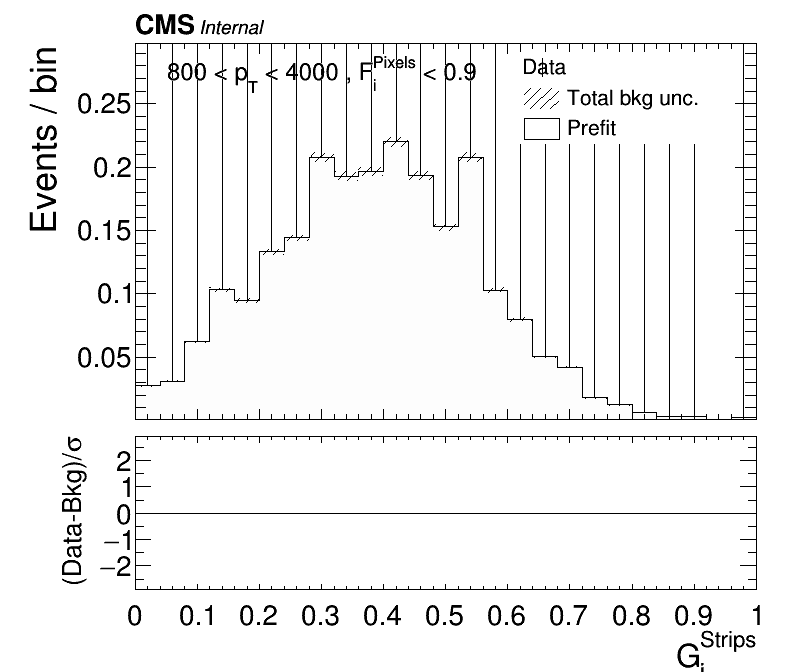 CMS Internal
800 < p_T < 4000 , F_i^Pixels < 0.9
Data
Total bkg unc.
Prefit
Events / bin
0.25
0.2
0.15
0.1
0.05
(Data-Bkg)/σ
2
1
0
−1
−2
0 0.1 0.2 0.3 0.4 0.5 0.6 0.7 0.8 0.9 1
G_i^Strips